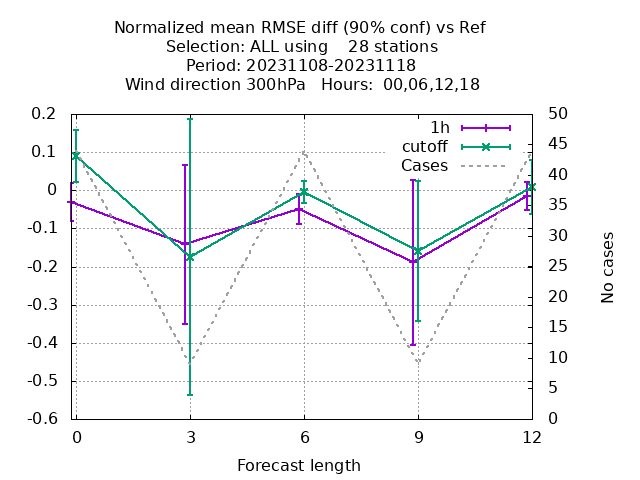 Normalized mean RMSE diff (90% conf) vs Ref
Selection: ALL using    28 stations
Period: 20231108-20231118
Wind direction 300hPa   Hours:  00,06,12,18
0.2
0.1
0
-0.1
-0.2
-0.3
-0.4
-0.5
-0.6
1h
cutoff
Cases
50
45
40
35
30
25
20
15
10
5
0
No cases
0 3 6 9 12
Forecast length